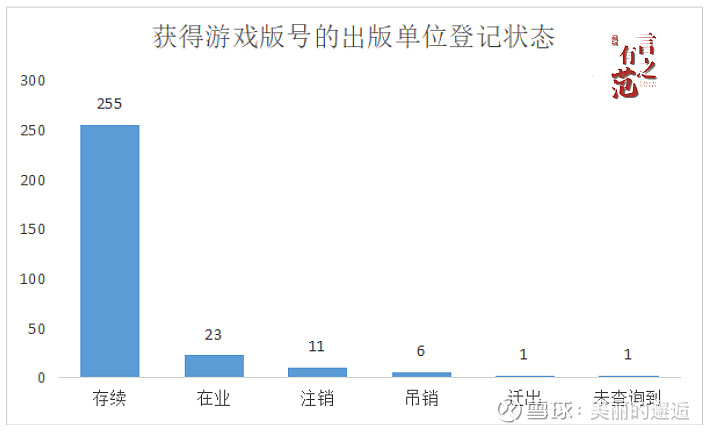 获得游戏版号的出版单位登记状态
言之
有范
300
250
200
150
100
50
0
255
23
11
6
1
1
存续
在业
注销
吊销
迁出
未查询到
雪球：美丽的邂逅